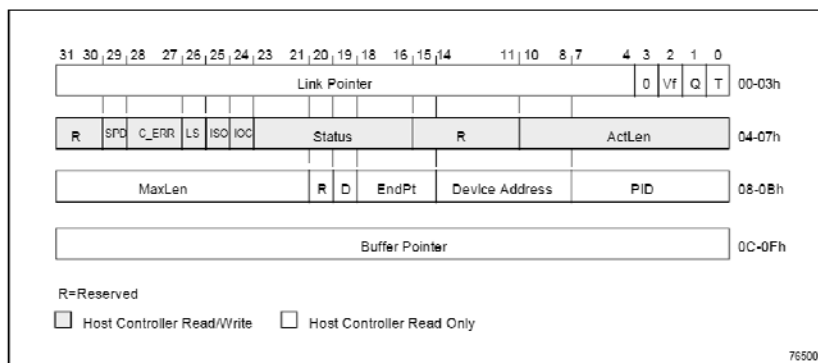 31 30 29 28 27 26 25 24 23 21 20 19 18 16 15 14 11 10 8 7 4 3 2 1 0
Link Pointer 0 Vf Q T 00-03h
R SPD C_ERR LS ISO IOC Status R ActLen 04-07h
MaxLen R D EndPt Device Address PID 08-0Bh
Buffer Pointer 0C-0Fh
R=Reserved
Host Controller Read/Write Host Controller Read Only
76500